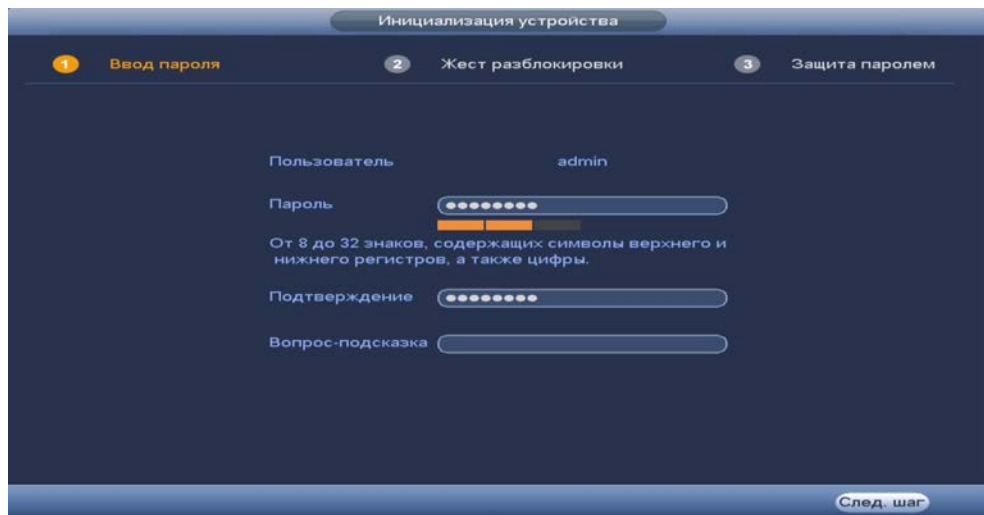 Инициализация устройства
1 Ввод пароля 2 Жест разблокировки 3 Защита паролем
Пользователь admin
Пароль ●●●●●●●●
От 8 до 32 знаков, содержащих символы верхнего и
нижнего регистров, а также цифры.
Подтверждение ●●●●●●●●
Вопрос-подсказка
След. шаг